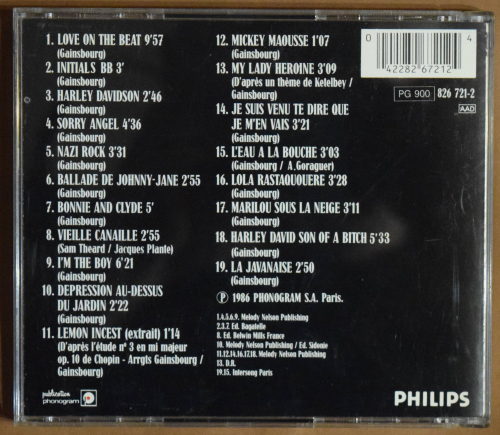 1. LOVE ON THE BEAT 9'57
(Gainsbourg)
2. INITIALS BB 3'
(Gainsbourg)
3. HARLEY DAVIDSON 2'46
(Gainsbourg)
4. SORRY ANGEL 4'36
(Gainsbourg)
5. NAZI ROCK 3'31
(Gainsbourg)
6. BALLADE DE JOHNNY-JANE 2'55
(Gainsbourg)
7. BONNIE AND CLYDE 5'
(Gainsbourg)
8. VIEILLE CANAILLE 2'55
(Sam Theard / Jacques Plante)
9. I'M THE BOY 6'21
(Gainsbourg)
10. DEPRESSION AU-DESSUS
DU JARDIN 2'22
(Gainsbourg)
11. LEMON INCEST (extrait) 1'14
(D'après l'étude n° 3 en mi majeur
op. 10 de Chopin - Arrgts Gainsbourg /
Gainsbourg)
12. MICKEY MAOUSSE 1'07
(Gainsbourg)
13. MY LADY HEROINE 3'09
(D'après un thème de Ketelbey /
Gainsbourg)
14. JE SUIS VENU TE DIRE QUE
JE M'EN VAIS 3'21
(Gainsbourg)
15. L'EAU A LA BOUCHE 3'03
(Gainsbourg / A. Goraguer)
16. LOLA RASTAQUOUERE 3'28
(Gainsbourg)
17. MARILOU SOUS LA NEIGE 3'11
(Gainsbourg)
18. HARLEY DAVID SON OF A BITCH 5'33
(Gainsbourg)
19. LA JAVANAISE 2'50
(Gainsbourg)
℗ 1986 PHONOGRAM S.A. Paris.
1.4.5.6.9. Melody Nelson Publishing
2.3.7. Ed. Bagatelle
8. Ed. Belwin Mills France
10. Melody Nelson Publishing / Ed. Sidonie
11.12.14.16.17.18. Melody Nelson Publishing
13. D.R.
19.15. Intersong Paris
0 42282 67212 4
PG 900 826 721-2
AAD
publication
phonogram
PHILIPS